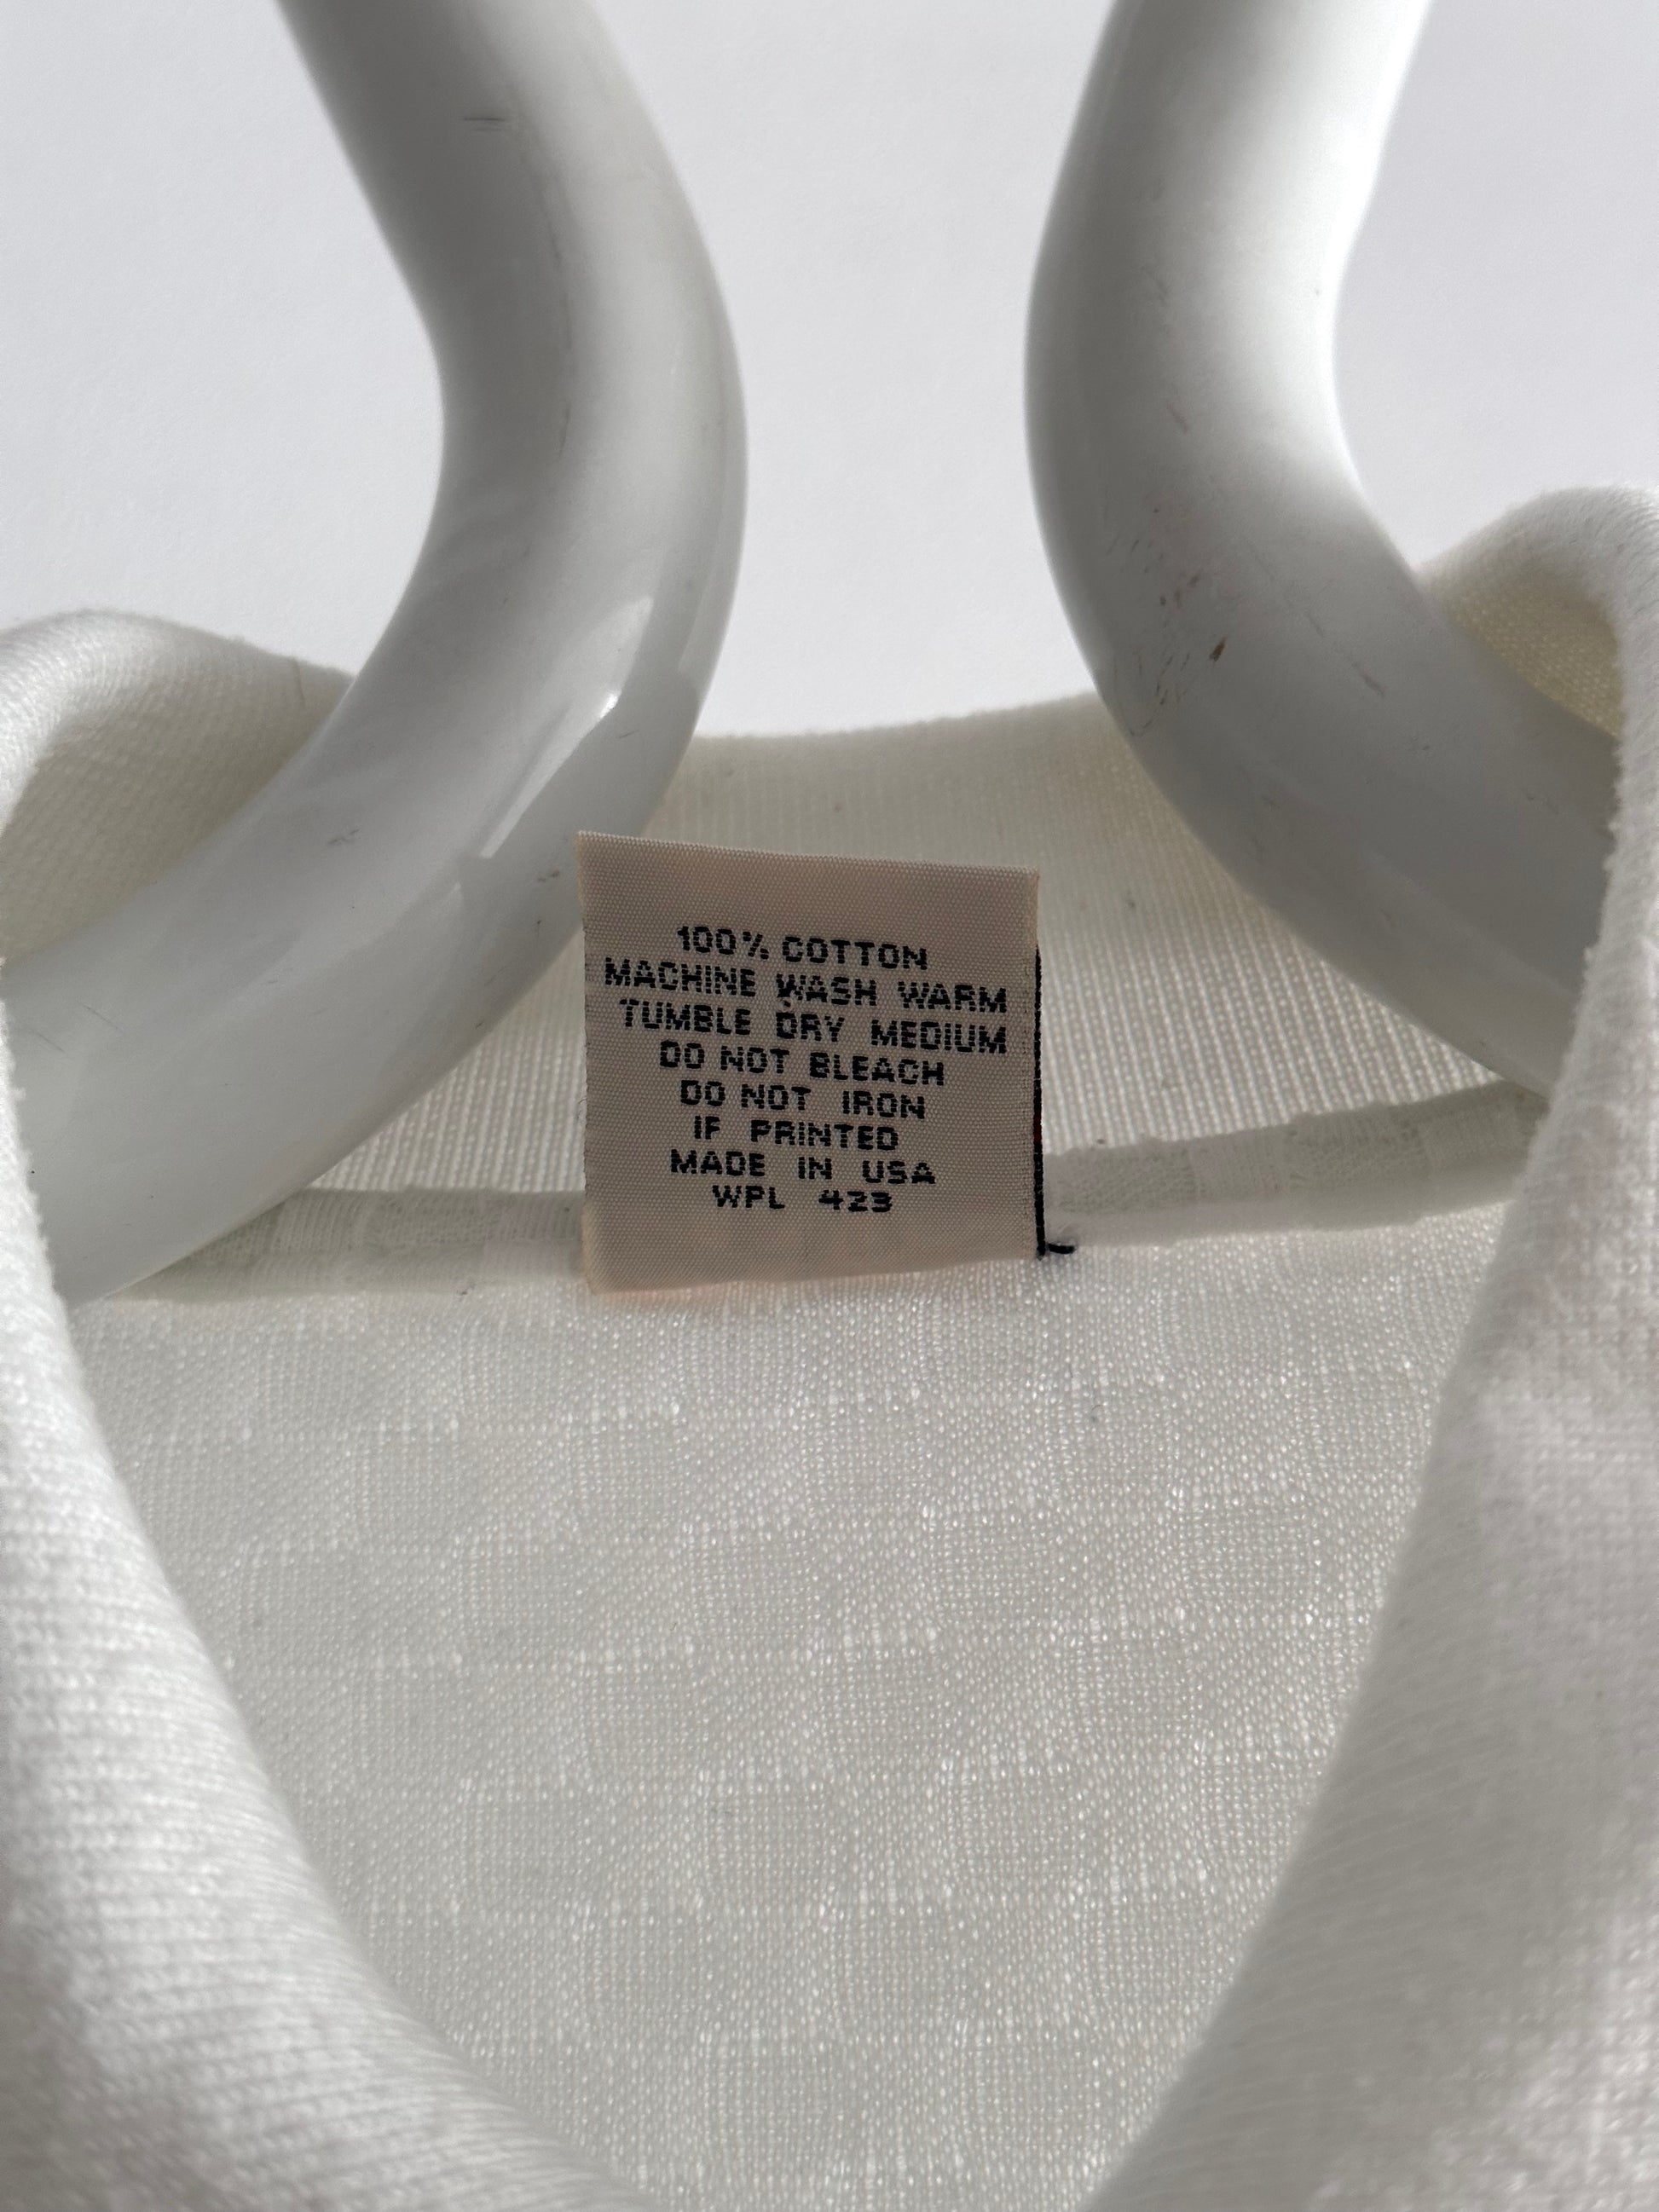 100% COTTON
MACHINE WASH WARM
TUMBLE DRY MEDIUM
DO NOT BLEACH
DO NOT IRON
IF PRINTED
MADE IN USA
WPL 423